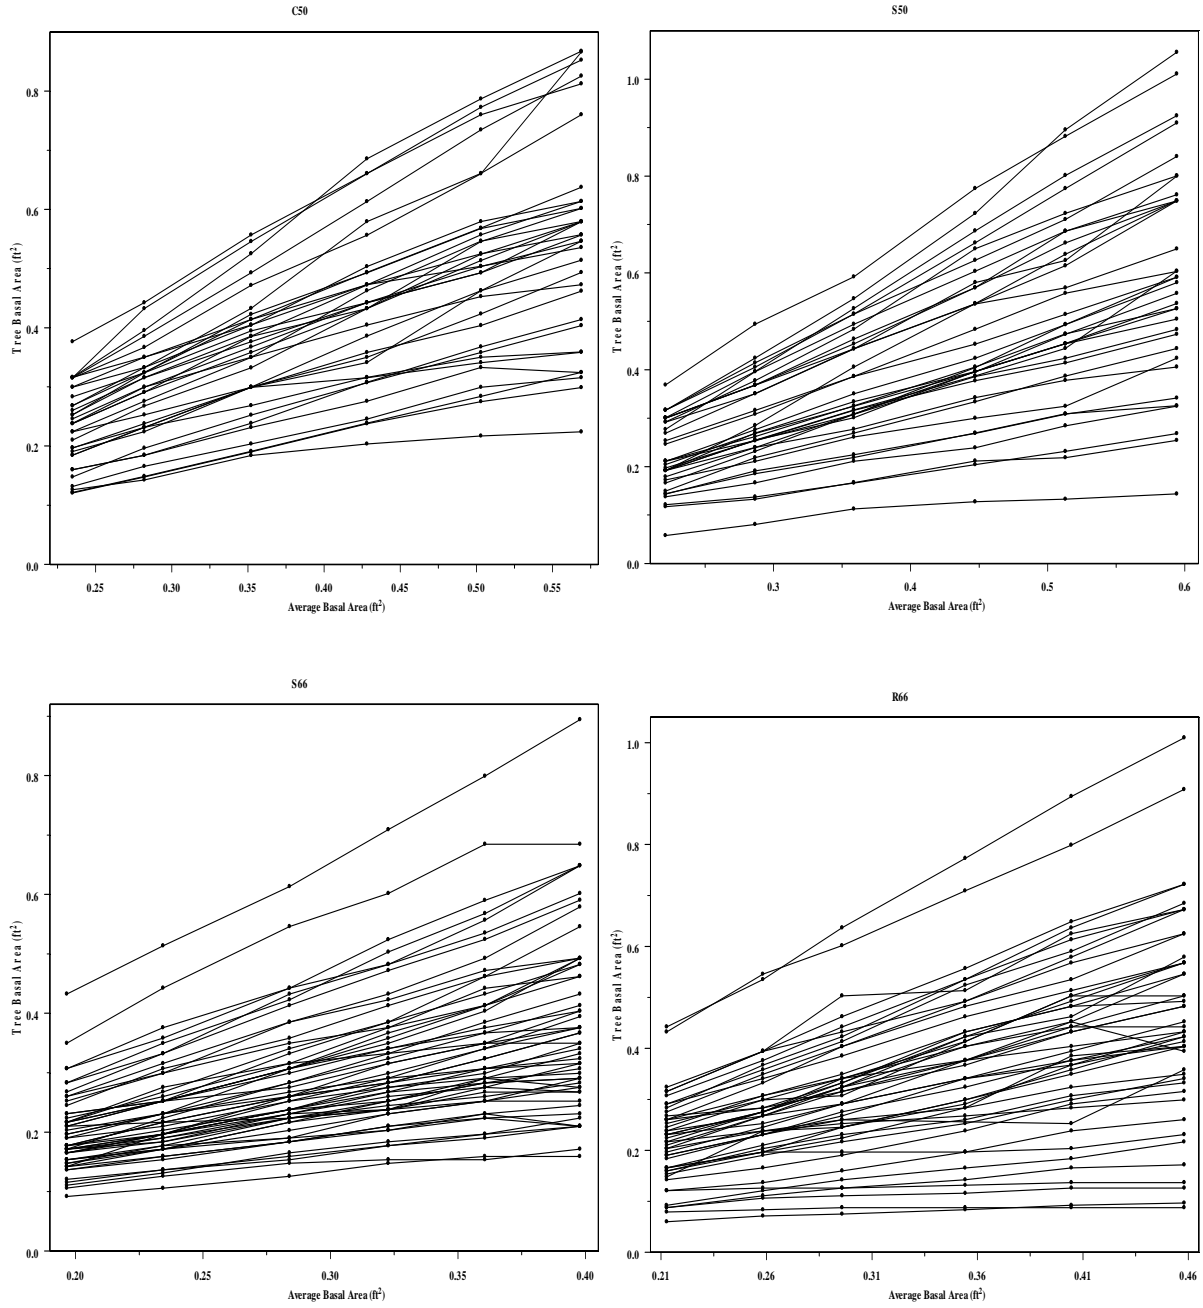 C50
0.8
0.6
0.4
0.2
0.0
Tree Basal Area (ft²)
0.25 0.30 0.35 0.40 0.45 0.50 0.55
Average Basal Area (ft²)
S50
1.0
0.8
0.6
0.4
0.2
0.0
Tree Basal Area (ft²)
0.3 0.4 0.5 0.6
Average Basal Area (ft²)
S66
0.8
0.6
0.4
0.2
0.0
Tree Basal Area (ft²)
0.20 0.25 0.30 0.35 0.40
Average Basal Area (ft²)
R66
1.0
0.8
0.6
0.4
0.2
0.0
Tree Basal Area (ft²)
0.21 0.26 0.31 0.36 0.41 0.46
Average Basal Area (ft²)